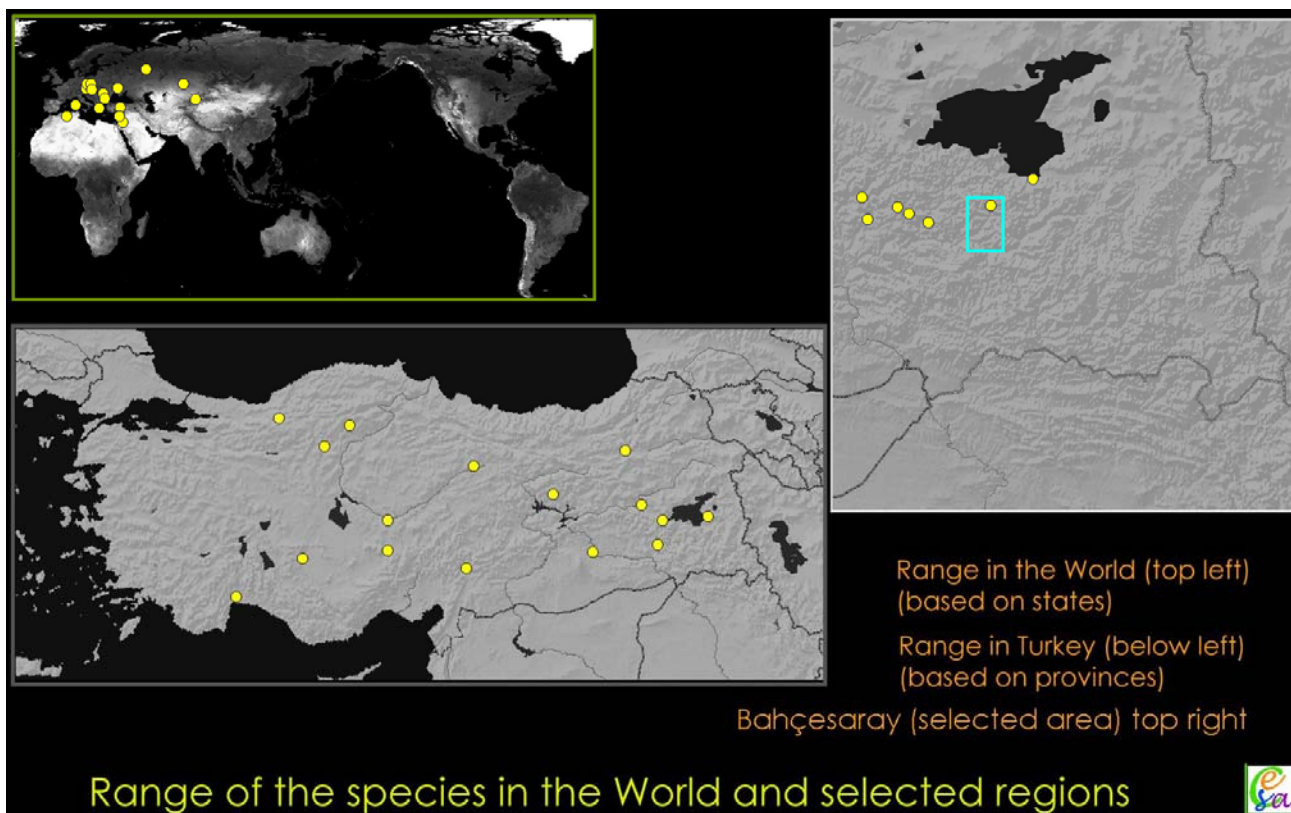 Range in the World (top left)
(based on states)
Range in Turkey (below left)
(based on provinces)
Bahçesaray (selected area) top right
Range of the species in the World and selected regions
esa